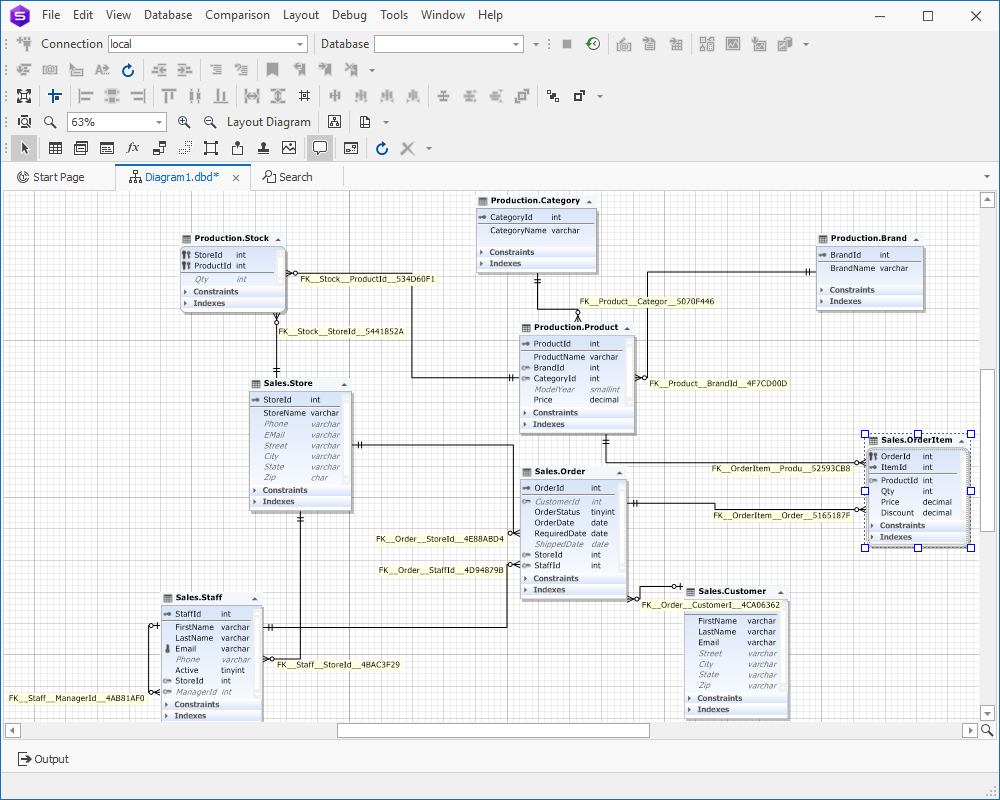 File Edit View Database Comparison Layout Debug Tools Window Help
Connection local Database
63% Layout Diagram
fx
Start Page Diagram1.dbd* Search
Production.Category
CategoryId int
CategoryName varchar
Constraints
Indexes
Production.Stock
StoreId int
ProductId int
Qty int
Constraints
Indexes
Production.Brand
BrandId int
BrandName varchar
Constraints
Indexes
FK__Stock__ProductId__534D60F1
FK__Product__Categor__5070F446
FK__Stock__StoreId__5441852A
Production.Product
ProductId int
ProductName varchar
BrandId int
CategoryId int
ModelYear smallint
Price decimal
Constraints
Indexes
FK__Product__BrandId__4F7CD00D
Sales.Store
StoreId int
StoreName varchar
Phone varchar
EMail varchar
Street varchar
City varchar
State varchar
Zip char
Constraints
Indexes
Sales.OrderItem
OrderId int
ItemId int
ProductId int
Qty int
Price decimal
Discount decimal
Constraints
Indexes
FK__OrderItem__Produ__52593CB8
FK__OrderItem__Order__5165187F
Sales.Order
OrderId int
CustomerId int
OrderStatus tinyint
OrderDate date
RequiredDate date
ShippedDate date
StoreId int
StaffId int
Constraints
Indexes
FK__Order__StoreId__4E88ABD4
FK__Order__StaffId__4D94879B
Sales.Customer
FK__Order__CustomerI__4CA06362
FirstName varchar
LastName varchar
Email varchar
Street varchar
City varchar
State varchar
Zip varchar
Constraints
Indexes
Sales.Staff
StaffId int
FirstName varchar
LastName varchar
Email varchar
Phone varchar
Active tinyint
StoreId int
ManagerId int
Constraints
Indexes
FK__Staff__StoreId__4BAC3F29
FK__Staff__ManagerId__4AB81AF0
Output